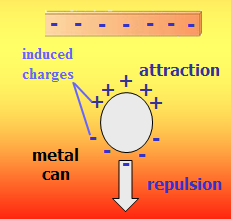 - - - - - - -
induced
charges
attraction
+ + + + + + +
- - - - -
metal
can
repulsion